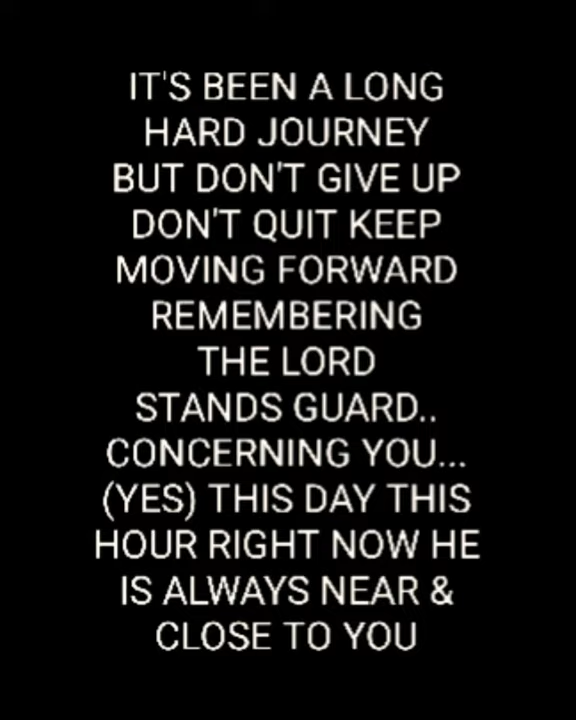 IT'S BEEN A LONG
HARD JOURNEY
BUT DON'T GIVE UP
DON'T QUIT KEEP
MOVING FORWARD
REMEMBERING
THE LORD
STANDS GUARD..
CONCERNING YOU...
(YES) THIS DAY THIS
HOUR RIGHT NOW HE
IS ALWAYS NEAR &
CLOSE TO YOU